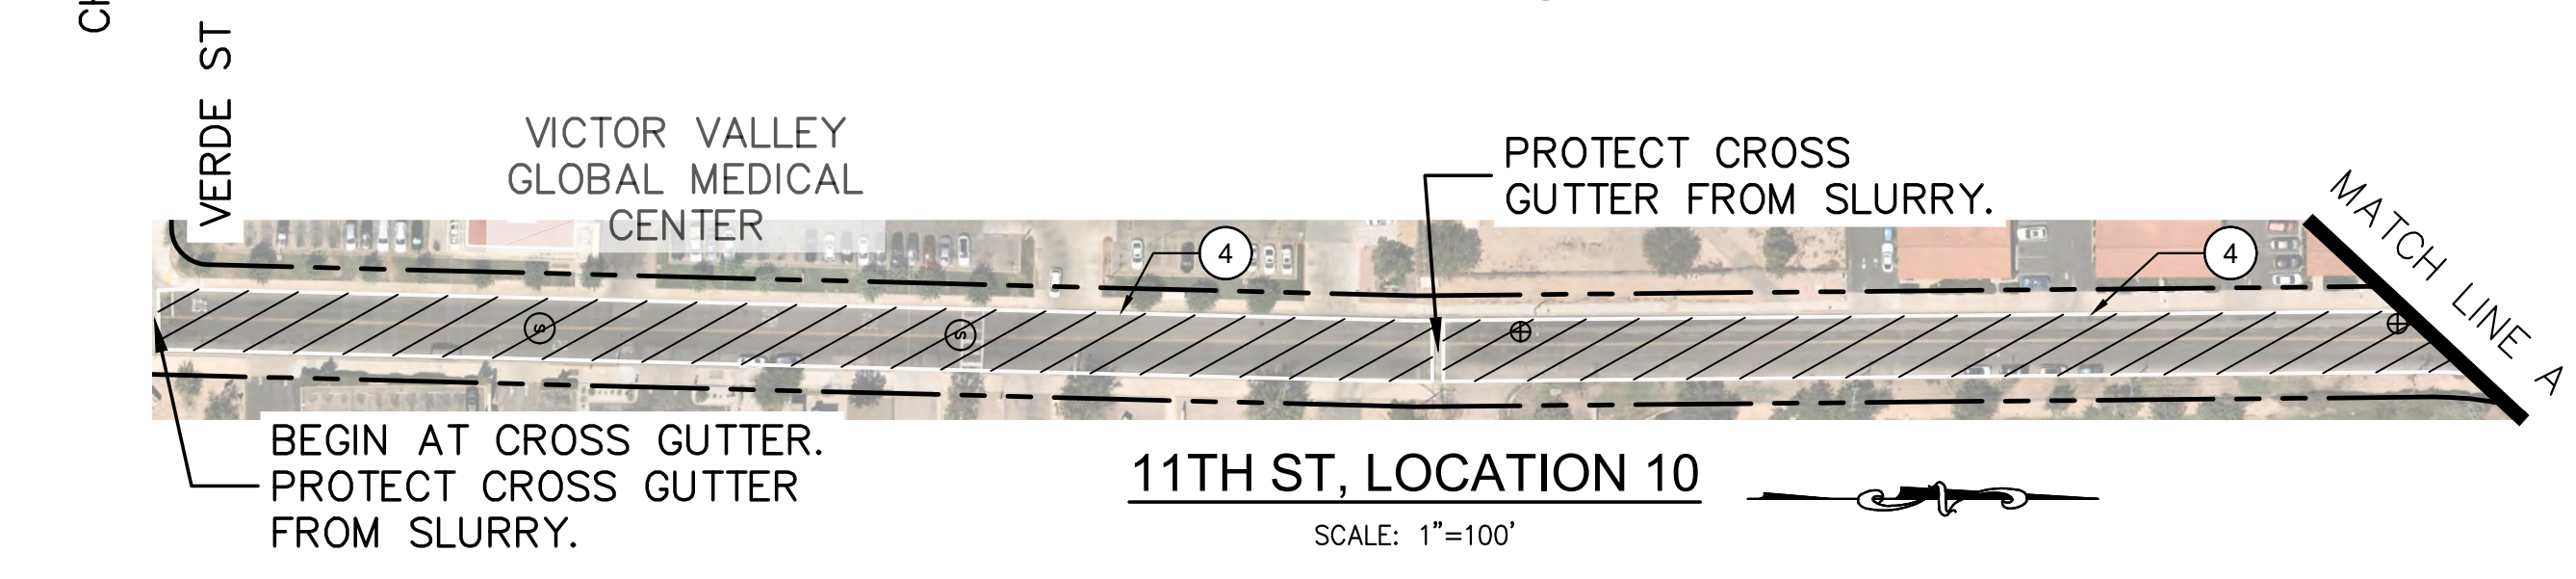 VERDE ST
VICTOR VALLEY
GLOBAL MEDICAL
CENTER
PROTECT CROSS
GUTTER FROM SLURRY.
MATCH LINE A
4
4
S
S
BEGIN AT CROSS GUTTER.
PROTECT CROSS GUTTER
FROM SLURRY.
11TH ST, LOCATION 10
SCALE: 1"=100'